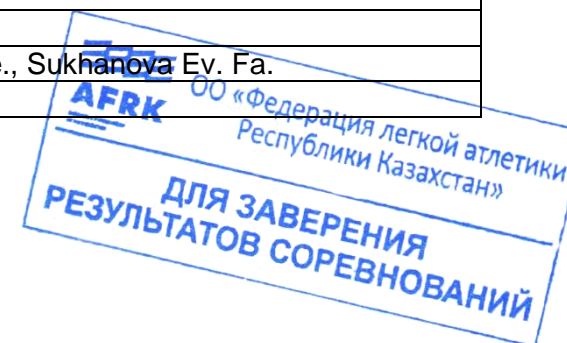 e., Sukhanova Ev. Fa.
AFRK
ОО «Федерация легкой атлетики
Республики Казахстан»
ДЛЯ ЗАВЕРЕНИЯ
РЕЗУЛЬТАТОВ СОРЕВНОВАНИЙ